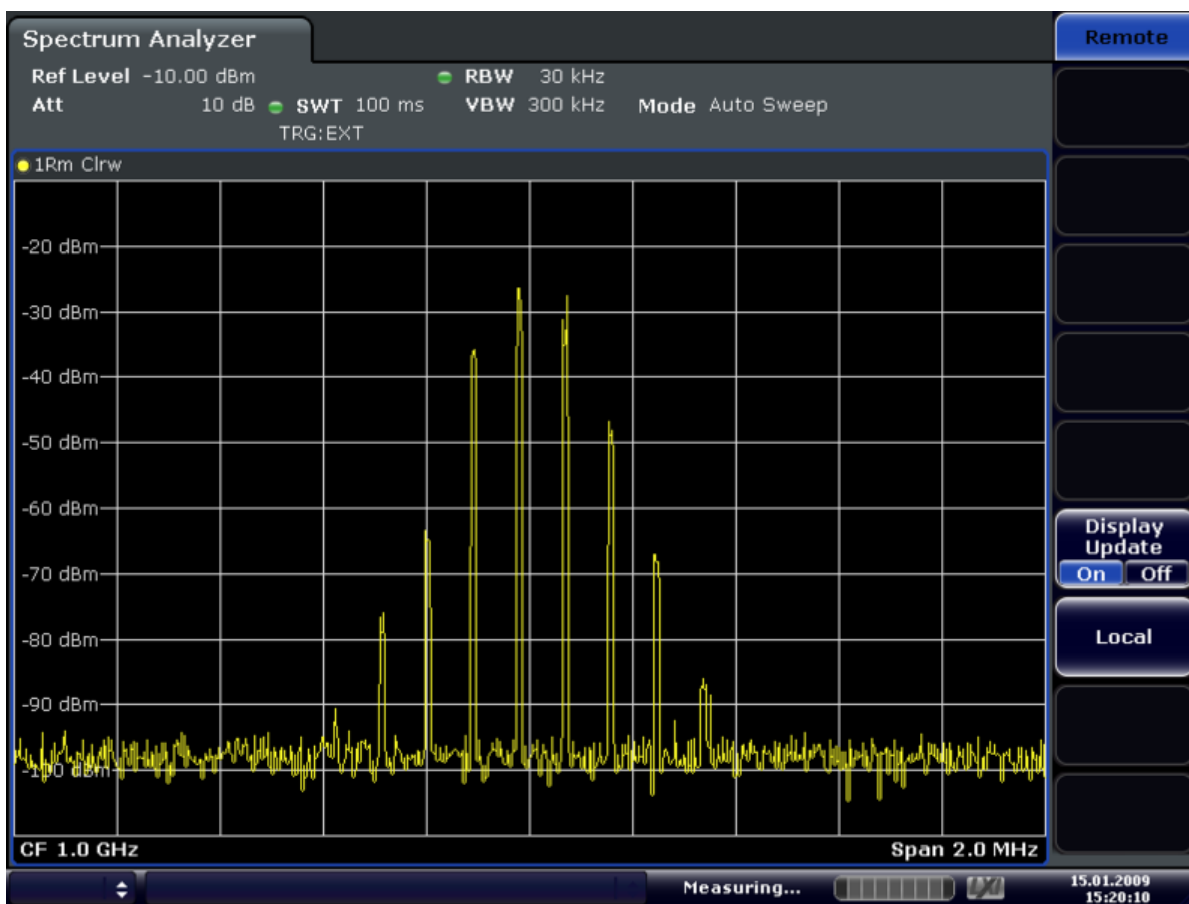 Spectrum Analyzer
Remote
Ref Level -10.00 dBm
RBW 30 kHz
Att 10 dB
SWT 100 ms
VBW 300 kHz
Mode Auto Sweep
TRG:EXT
1Rm Clrw
-20 dBm
-30 dBm
-40 dBm
-50 dBm
-60 dBm
-70 dBm
-80 dBm
-90 dBm
-100 dBm
CF 1.0 GHz
Span 2.0 MHz
Display
Update
On Off
Local
Measuring...
LXI
15.01.2009
15:20:10